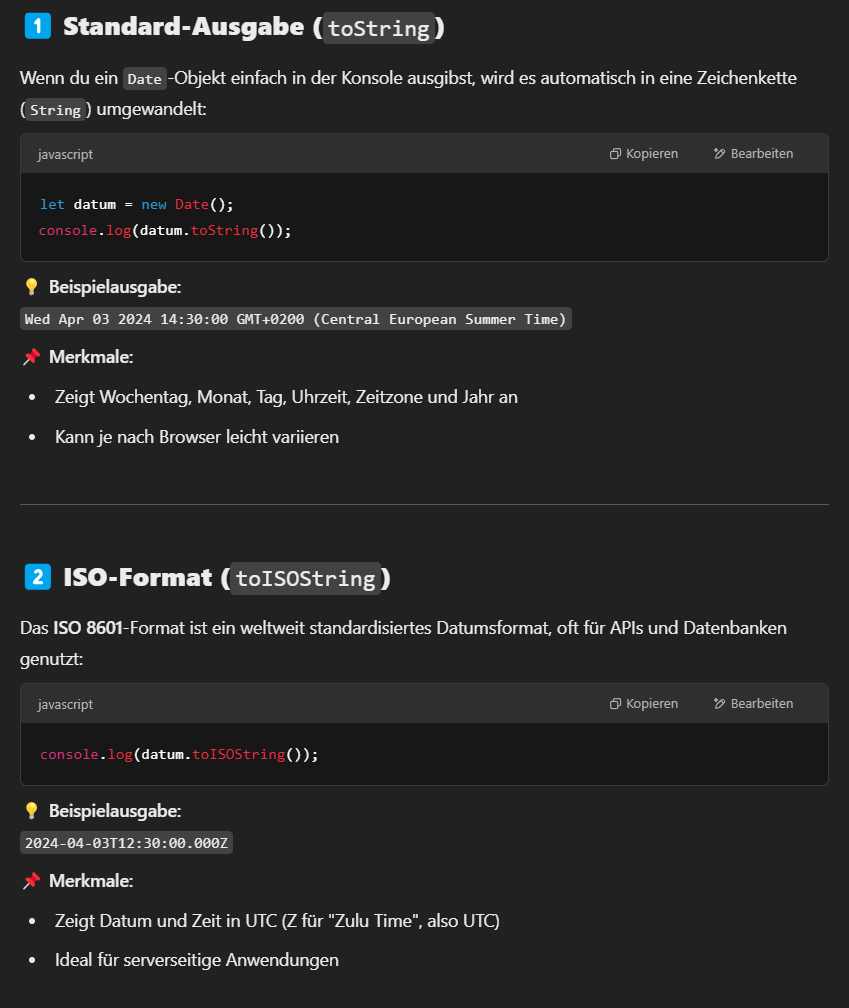 1 Standard-Ausgabe (toString)
Wenn du ein Date-Objekt einfach in der Konsole ausgibst, wird es automatisch in eine Zeichenkette
(String) umgewandelt:
javascript Kopieren Bearbeiten
let datum = new Date();
console.log(datum.toString());
💡 Beispielausgabe:
Wed Apr 03 2024 14:30:00 GMT+0200 (Central European Summer Time)
📌 Merkmale:
• Zeigt Wochentag, Monat, Tag, Uhrzeit, Zeitzone und Jahr an
• Kann je nach Browser leicht variieren
2 ISO-Format (toISOString)
Das ISO 8601-Format ist ein weltweit standardisiertes Datumsformat, oft für APIs und Datenbanken
genutzt:
javascript Kopieren Bearbeiten
console.log(datum.toISOString());
💡 Beispielausgabe:
2024-04-03T12:30:00.000Z
📌 Merkmale:
• Zeigt Datum und Zeit in UTC (Z für "Zulu Time", also UTC)
• Ideal für serverseitige Anwendungen